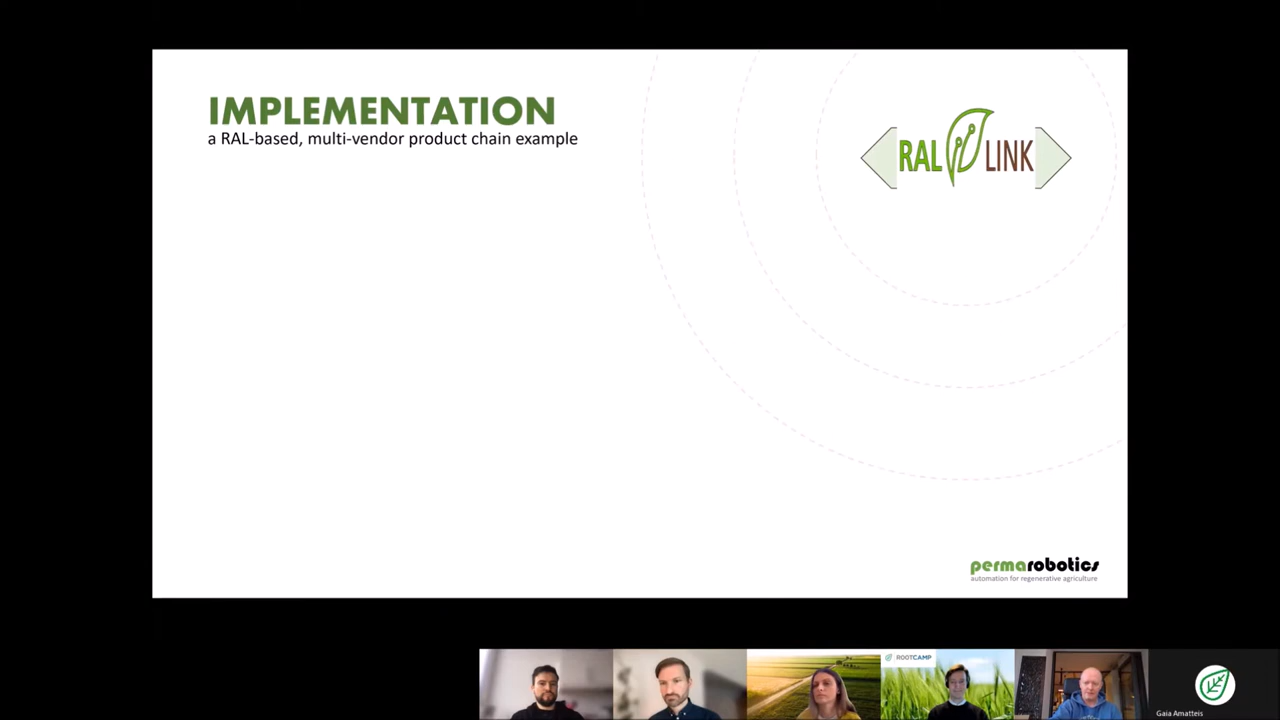 IMPLEMENTATION
a RAL-based, multi-vendor product chain example
RAL LINK
permarobotics
automation for regenerative agriculture
ROOTCAMP
Gaia Amatteis